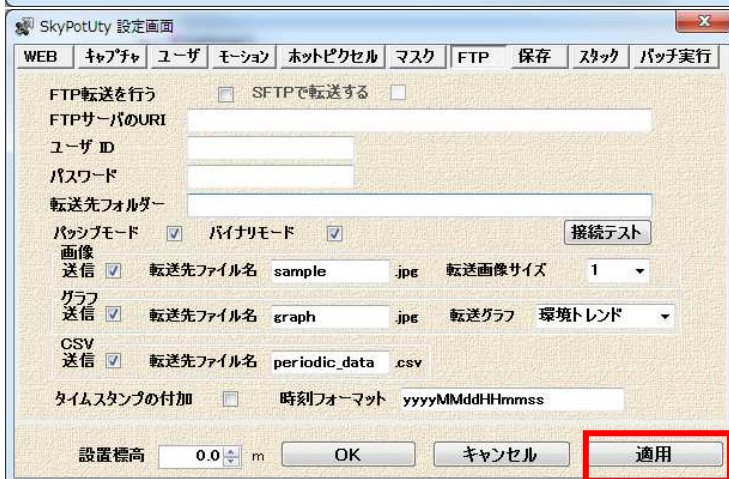 SkyPotUty 設定画面
WEB キャプチャ ユーザ モーション ホットピクセル マスク FTP 保存 スタック バッチ実行
FTP転送を行う SFTPで転送する
FTPサーバのURI
ユーザ ID
パスワード
転送先フォルダー
パッシブモード バイナリモード 接続テスト
画像
送信 転送先ファイル名 sample .jpg 転送画像サイズ 1
グラフ
送信 転送先ファイル名 graph .jpg 転送グラフ 環境トレンド
CSV
送信 転送先ファイル名 periodic_data .csv
タイムスタンプの付加 時刻フォーマット yyyyMMddHHmmss
設置標高 0.0 m OK キャンセル 適用